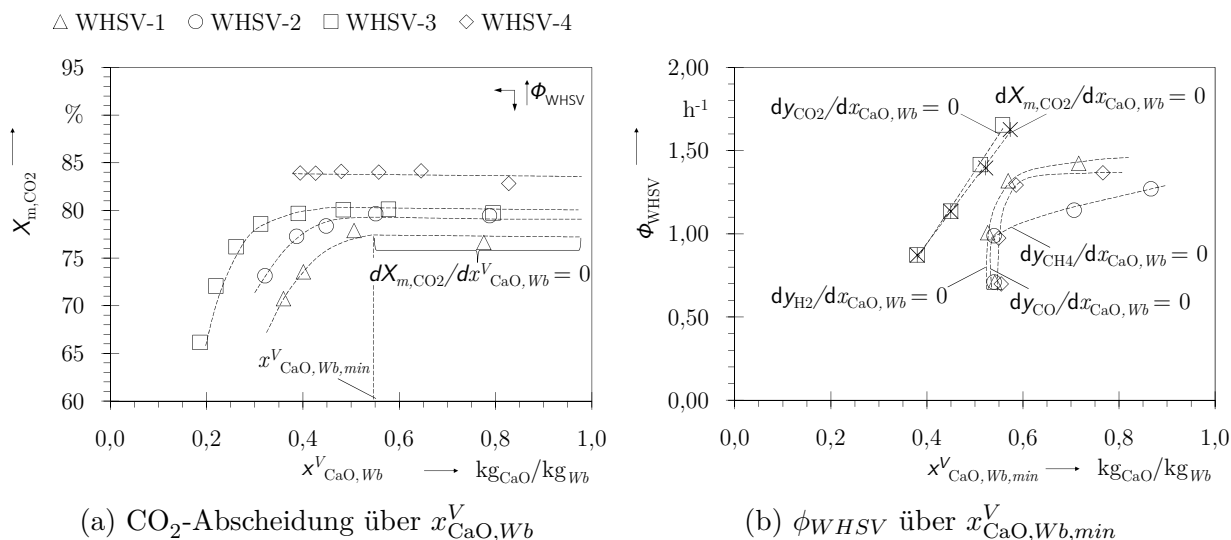 △ WHSV-1 ○ WHSV-2 □ WHSV-3 ◇ WHSV-4
95
%
85
80
75
70
65
60
X_m,CO2
ϕ_WHSV
dX_m,CO2/dx^V_CaO,Wb = 0
x^V_CaO,Wb,min
0,0 0,2 0,4 0,6 0,8 1,0
x^V_CaO,Wb → kg_CaO/kg_Wb
(a) CO₂-Abscheidung über x^V_CaO,Wb
2,00
h⁻¹
1,50
1,00
0,50
0,00
ϕ_WHSV
dy_CO2/dx_CaO,Wb = 0
dX_m,CO2/dx_CaO,Wb = 0
dy_CH4/dx_CaO,Wb = 0
dy_H2/dx_CaO,Wb = 0
dy_CO/dx_CaO,Wb = 0
0,0 0,2 0,4 0,6 0,8 1,0
x^V_CaO,Wb,min → kg_CaO/kg_Wb
(b) ϕ_WHSV über x^V_CaO,Wb,min